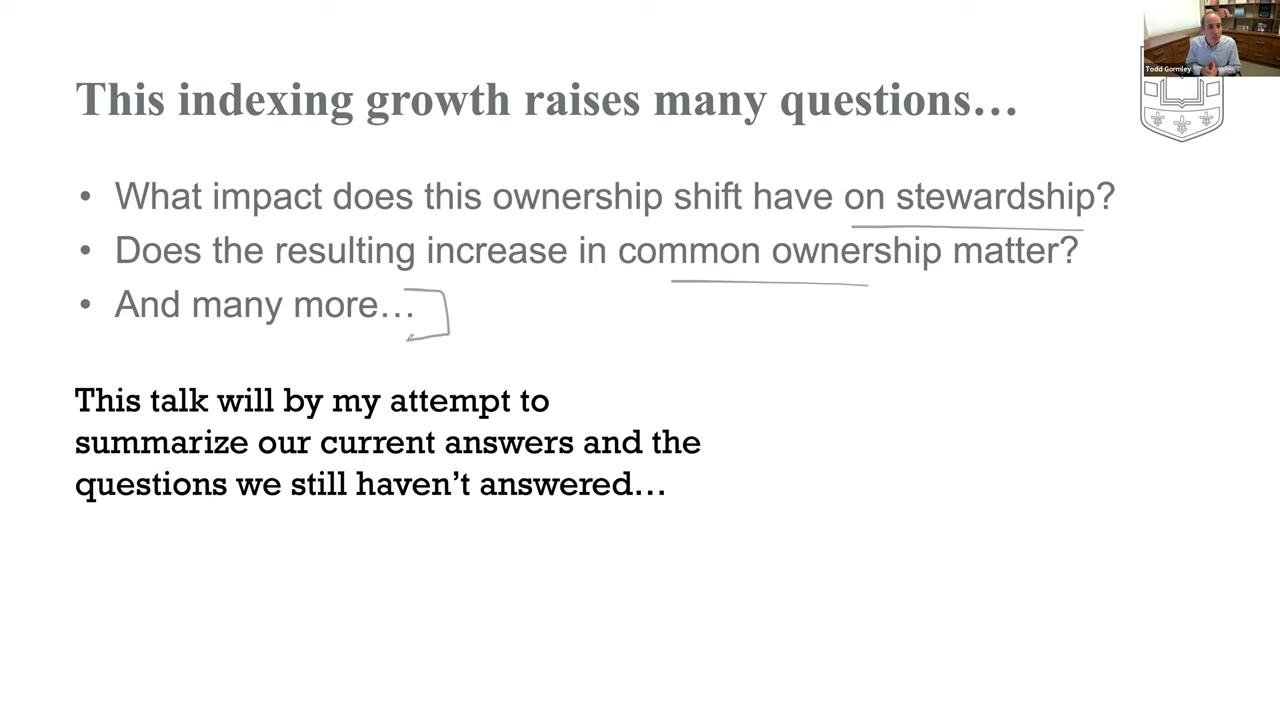 Todd Gormley
This indexing growth raises many questions…
• What impact does this ownership shift have on stewardship?
• Does the resulting increase in common ownership matter?
• And many more…
This talk will by my attempt to
summarize our current answers and the
questions we still haven’t answered…